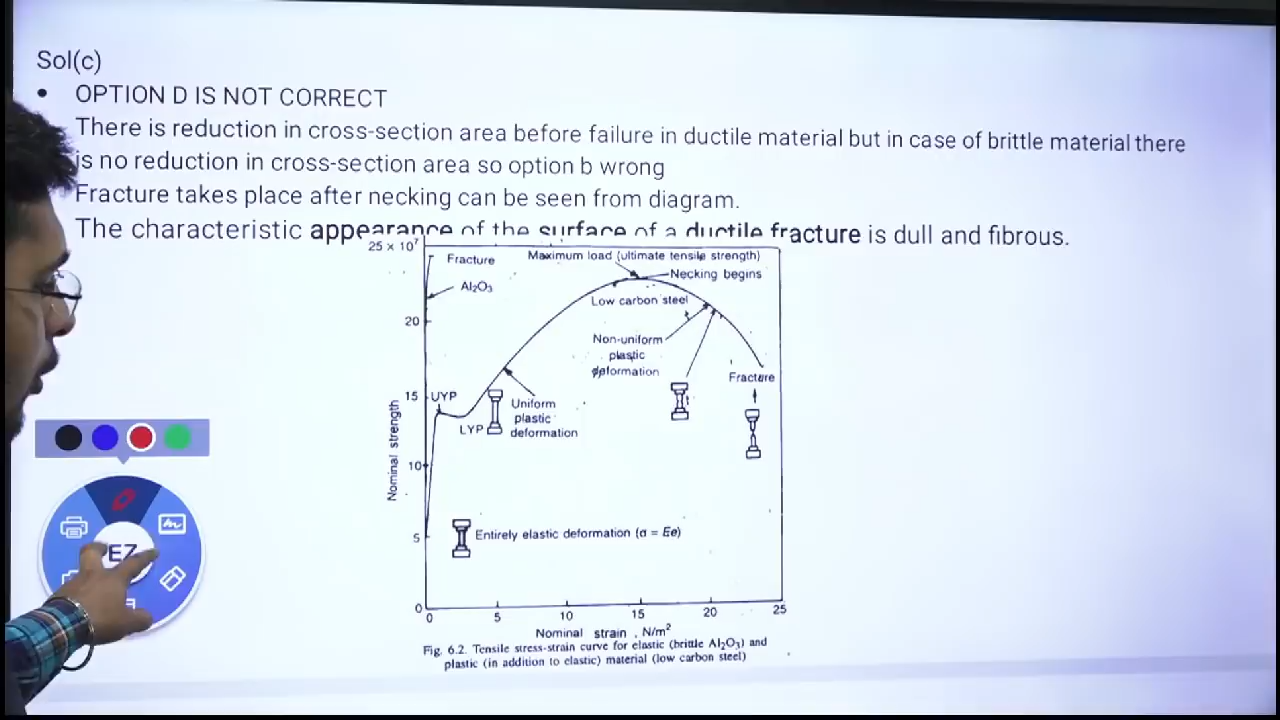 Sol(c)
• OPTION D IS NOT CORRECT
There is reduction in cross-section area before failure in ductile material but in case of brittle material there
is no reduction in cross-section area so option b wrong
Fracture takes place after necking can be seen from diagram.
The characteristic appearance of the surface of a ductile fracture is dull and fibrous.
25 × 10⁷
Fracture
Maximum load (ultimate tensile strength)
Necking begins
Al₂O₃
Low carbon steel
20
Non-uniform
plastic
deformation
Fracture
15
UYP
Uniform
plastic
deformation
LYP
Nominal strength
10
5
Entirely elastic deformation (σ = Ee)
0
0 5 10 15 20 25
Nominal strain , N/m²
Fig. 6.2. Tensile stress-strain curve for elastic (brittle Al₂O₃) and
plastic (in addition to elastic) material (low carbon steel)
EZ